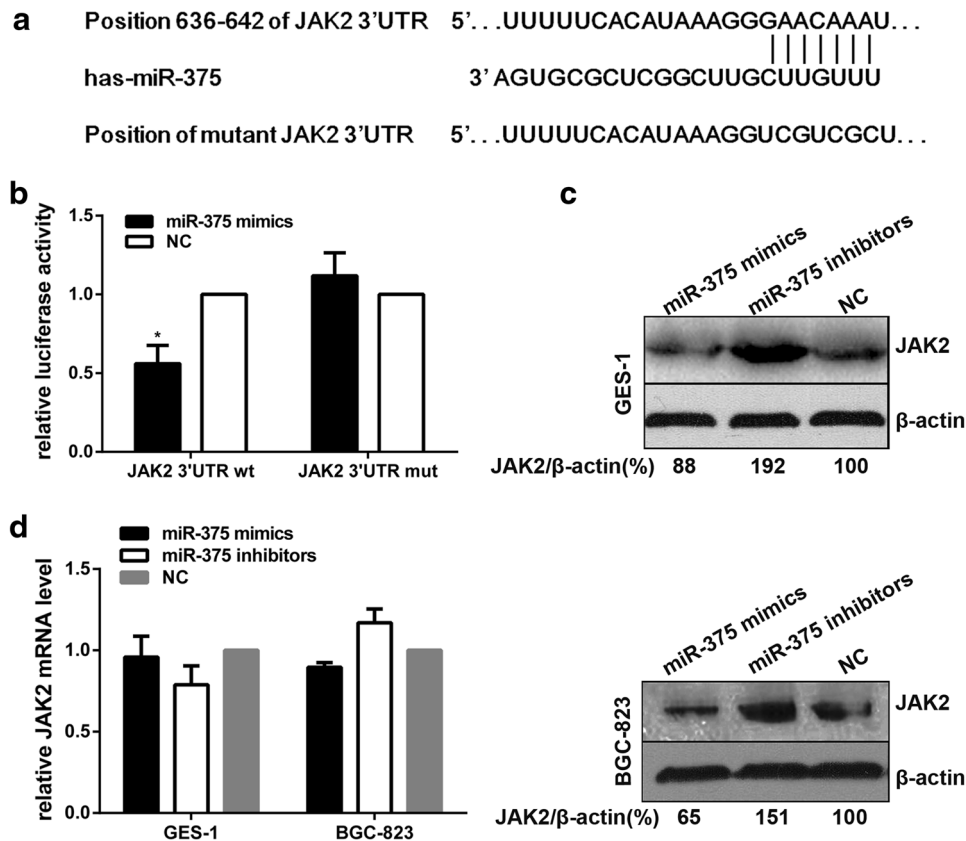 a
Position 636-642 of JAK2 3'UTR 5'...UUUUUCACAUAAAGGGAACAAAU...
has-miR-375 3' AGUGCGCUCGGCUUGCUUGUUU
Position of mutant JAK2 3'UTR 5'...UUUUUCACAUAAAGGUCGUCGCU...
b
miR-375 mimics
NC
relative luciferase activity
1.5
1.0
0.5
0.0
*
JAK2 3'UTR wt JAK2 3'UTR mut
c
miR-375 mimics
miR-375 inhibitors
NC
GES-1
JAK2
β-actin
JAK2/β-actin(%) 88 192 100
d
miR-375 mimics
miR-375 inhibitors
NC
relative JAK2 mRNA level
1.5
1.0
0.5
0.0
GES-1 BGC-823
miR-375 mimics
miR-375 inhibitors
NC
BGC-823
JAK2
β-actin
JAK2/β-actin(%) 65 151 100